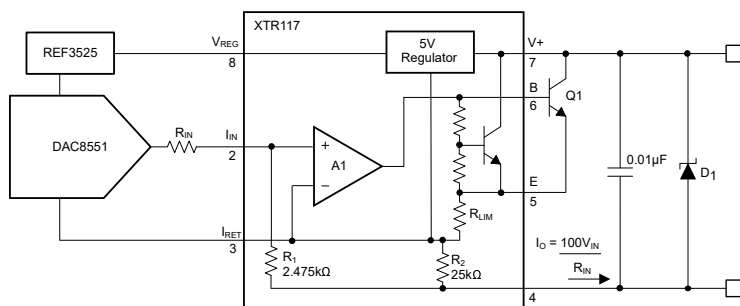 XTR117
REF3525
VREG
8
5V
Regulator
V+
7
B
6
Q1
DAC8551
RIN
IIN
2
+
A1
−
0.01µF
D1
E
5
RLIM
IRET
3
R1
2.475kΩ
R2
25kΩ
IO = 100VIN
RIN
4